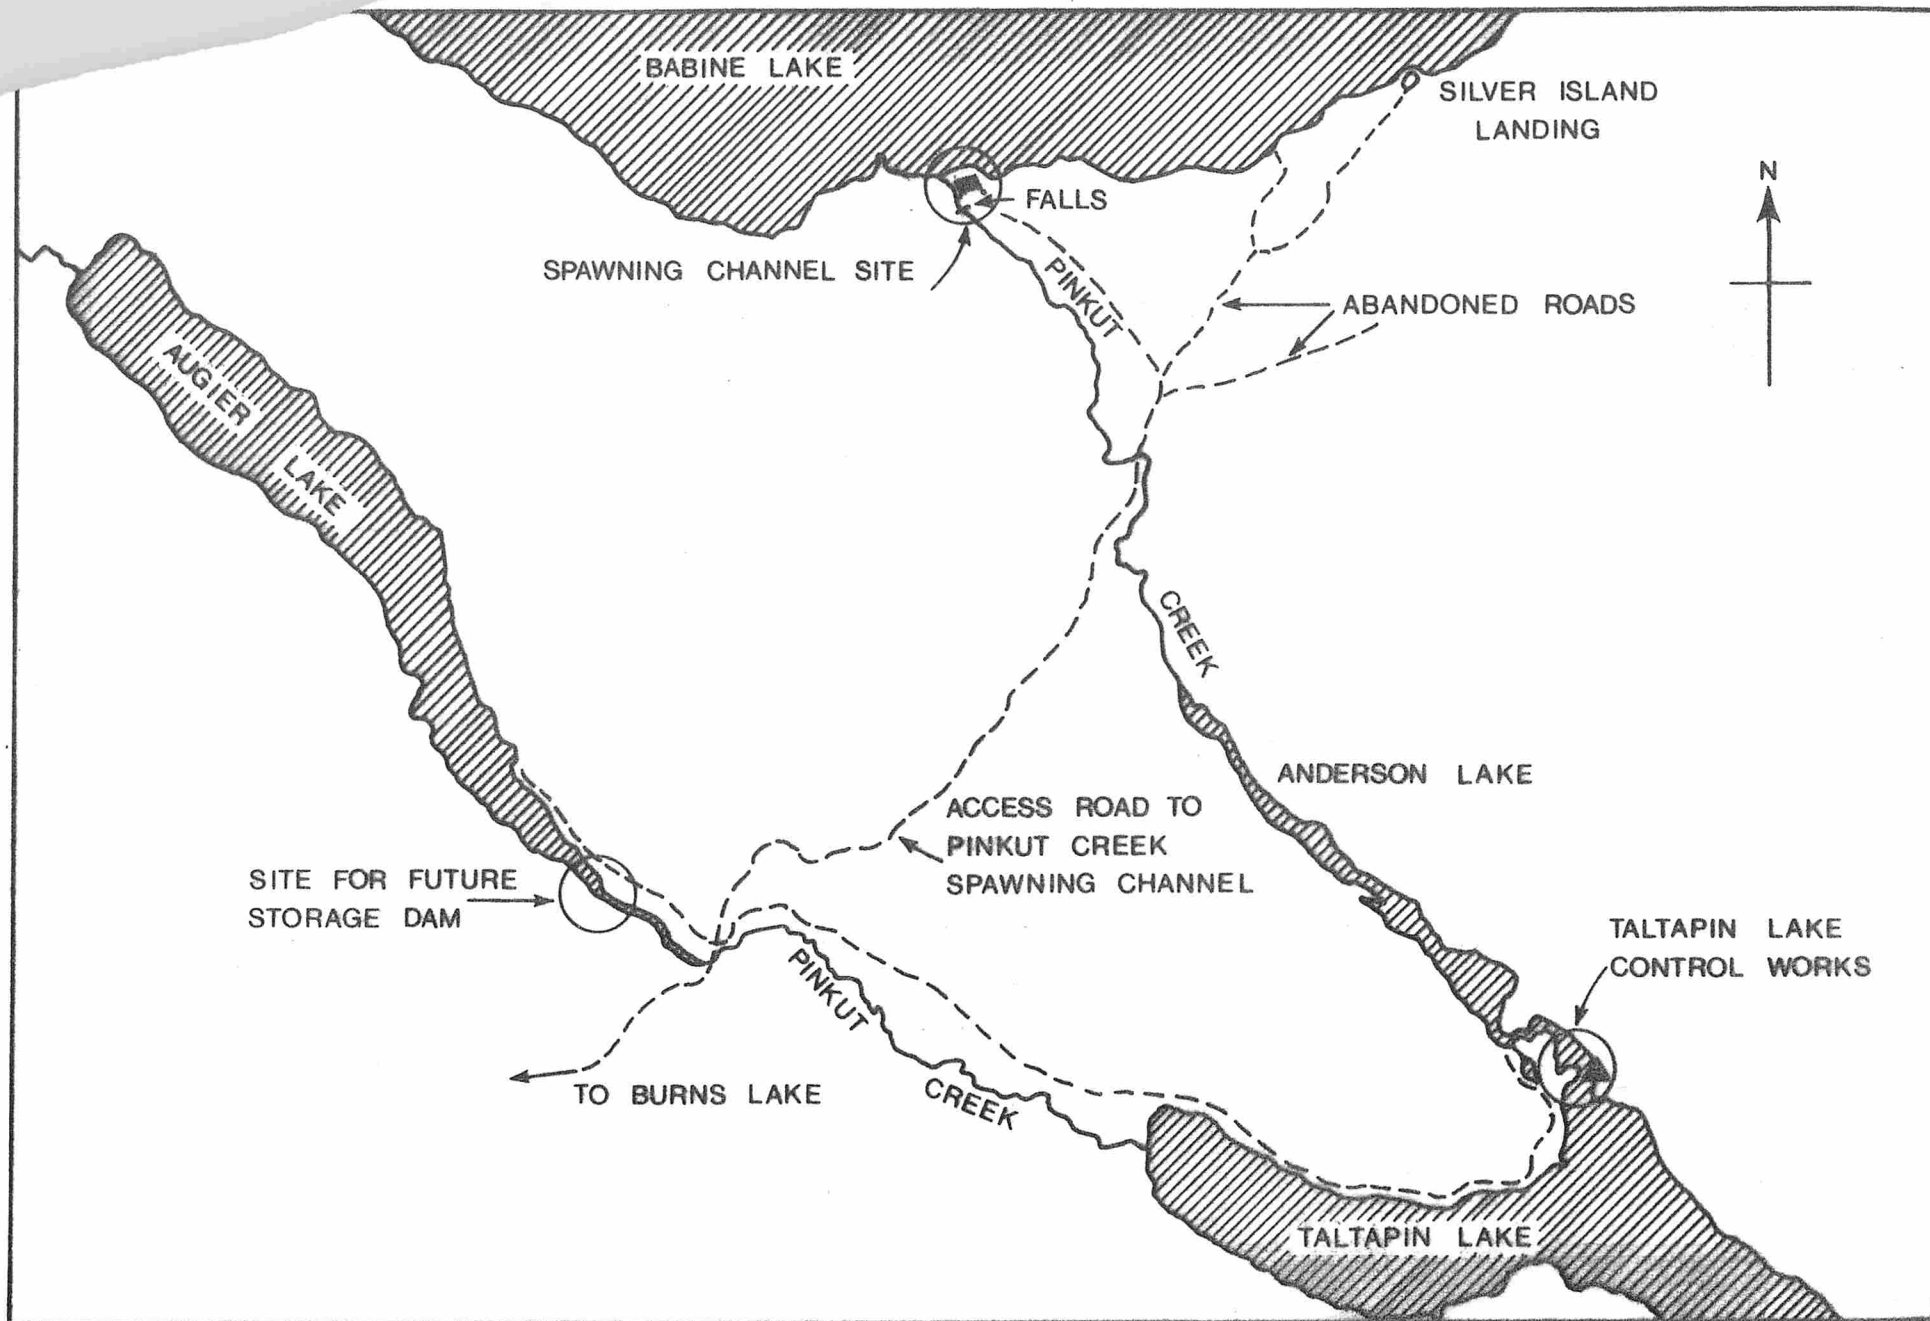 BABINE LAKE
SILVER ISLAND
LANDING
N
FALLS
SPAWNING CHANNEL SITE
PINKUT
ABANDONED ROADS
AUGIER
LAKE
CREEK
ANDERSON LAKE
ACCESS ROAD TO
PINKUT CREEK
SPAWNING CHANNEL
SITE FOR FUTURE
STORAGE DAM
TALTAPIN LAKE
CONTROL WORKS
PINKUT
TO BURNS LAKE
CREEK
TALTAPIN LAKE